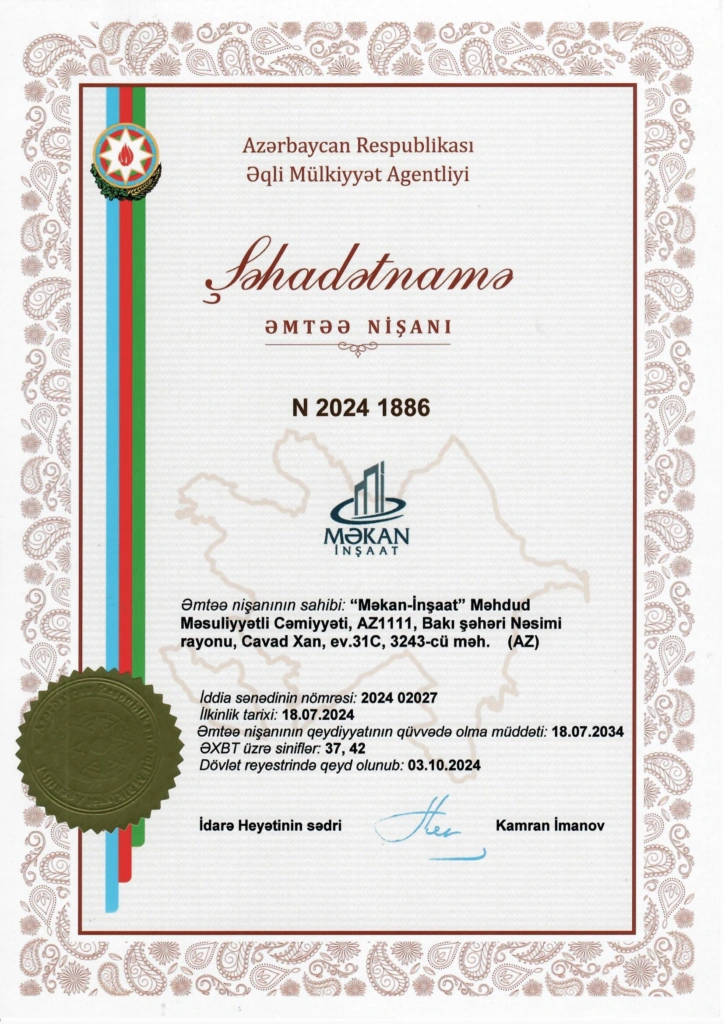 Azərbaycan Respublikası
Əqli Mülkiyyət Agentliyi
Şəhadətnamə
ƏMTƏƏ NİŞANI
N 2024 1886
MƏKAN
İNŞAAT
Əmtəə nişanının sahibi: “Məkan-İnşaat” Məhdud
Məsuliyyətli Cəmiyyəti, AZ1111, Bakı şəhəri Nəsimi
rayonu, Cavad Xan, ev.31C, 3243-cü məh. (AZ)
İddia sənədinin nömrəsi: 2024 02027
İlkinlik tarixi: 18.07.2024
Əmtəə nişanının qeydiyyatının qüvvədə olma müddəti: 18.07.2034
ƏXBT üzrə siniflər: 37, 42
Dövlət reyestrində qeyd olunub: 03.10.2024
İdarə Heyətinin sədri
Kamran İmanov